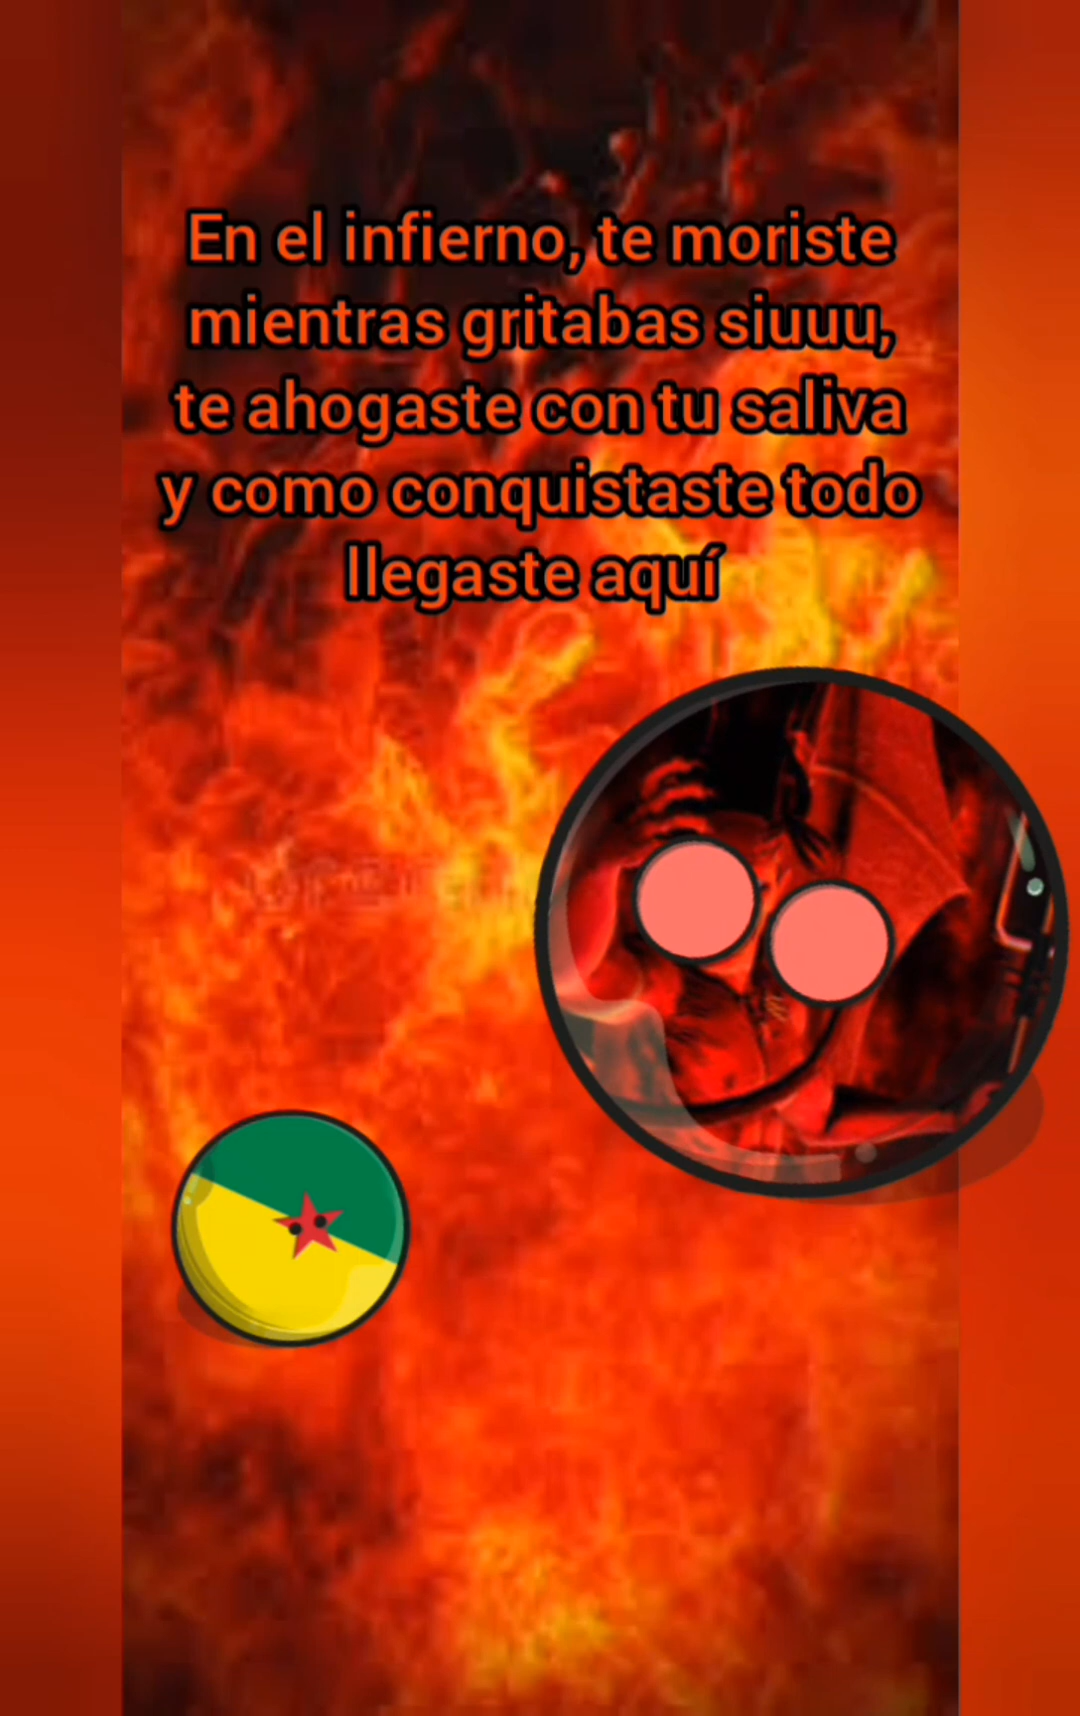 En el infierno, te moriste
mientras gritabas siuuu,
te ahogaste con tu saliva
y como conquistaste todo
llegaste aquí